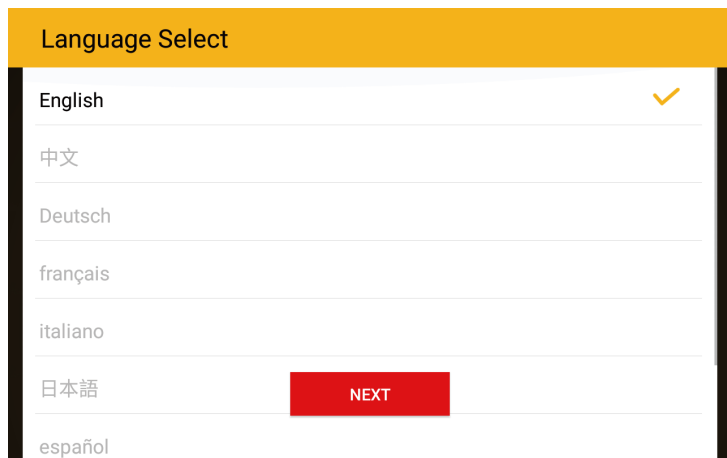 Language Select
English
中文
Deutsch
français
italiano
日本語
NEXT
español